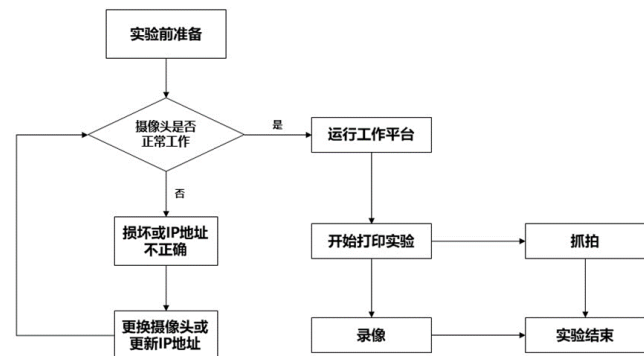 实验前准备
摄像头是否
正常工作
是
运行工作平台
否
损坏或IP地址
不正确
开始打印实验
抓拍
更换摄像头或
更新IP地址
录像
实验结束